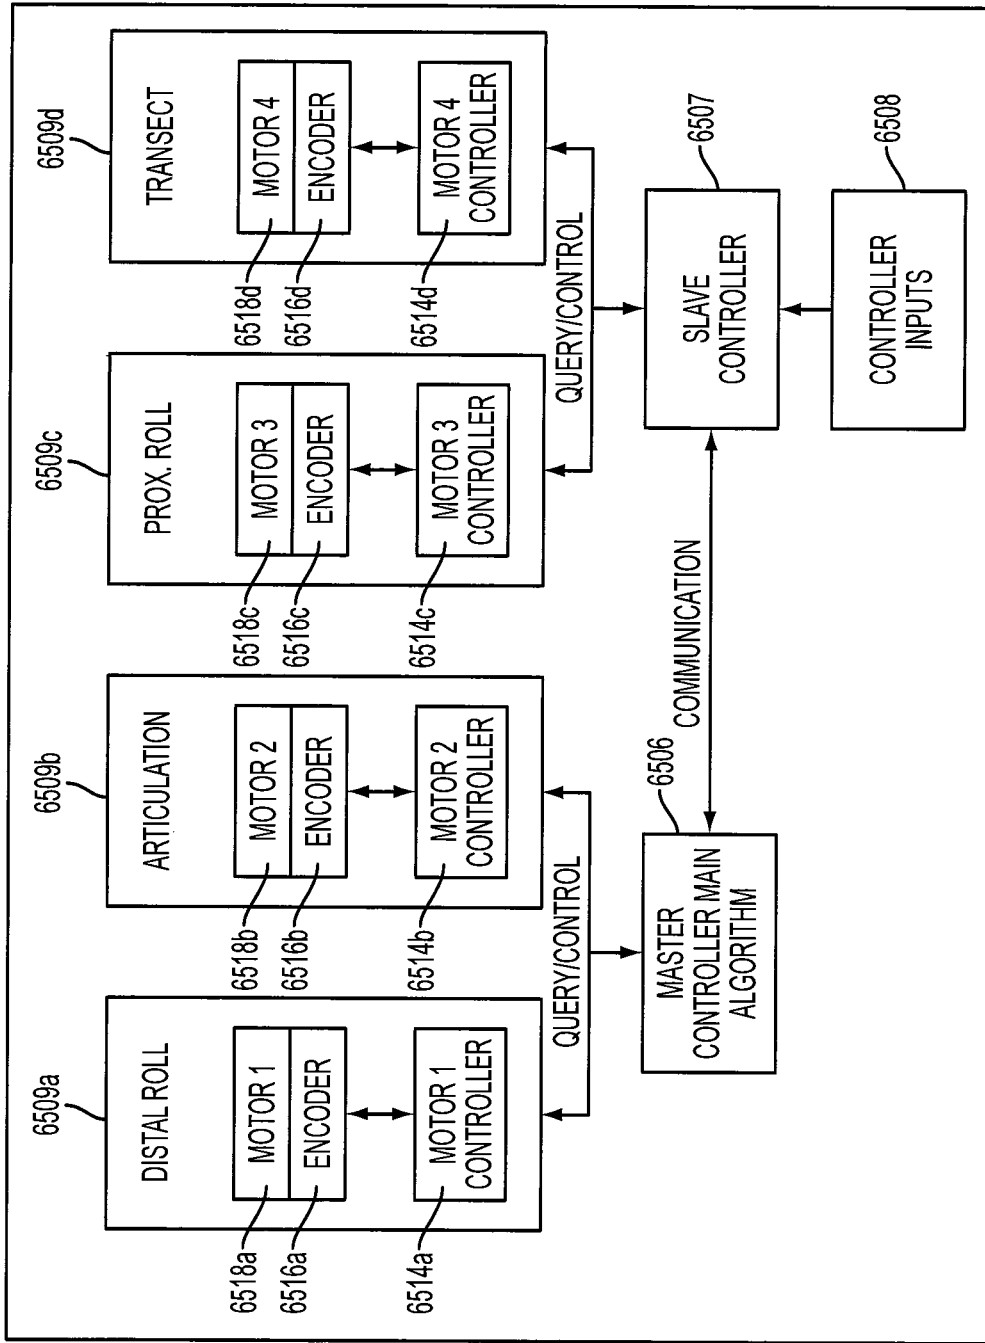 6509a
6509b
6509c
6509d
DISTAL ROLL
ARTICULATION
PROX. ROLL
TRANSECT
6518a
MOTOR 1
6518b
MOTOR 2
6518c
MOTOR 3
6518d
MOTOR 4
6516a
ENCODER
6516b
ENCODER
6516c
ENCODER
6516d
ENCODER
6514a
MOTOR 1
CONTROLLER
6514b
MOTOR 2
CONTROLLER
6514c
MOTOR 3
CONTROLLER
6514d
MOTOR 4
CONTROLLER
QUERY/CONTROL
QUERY/CONTROL
6506
MASTER
CONTROLLER MAIN
ALGORITHM
COMMUNICATION
SLAVE
CONTROLLER
6507
CONTROLLER
INPUTS
6508